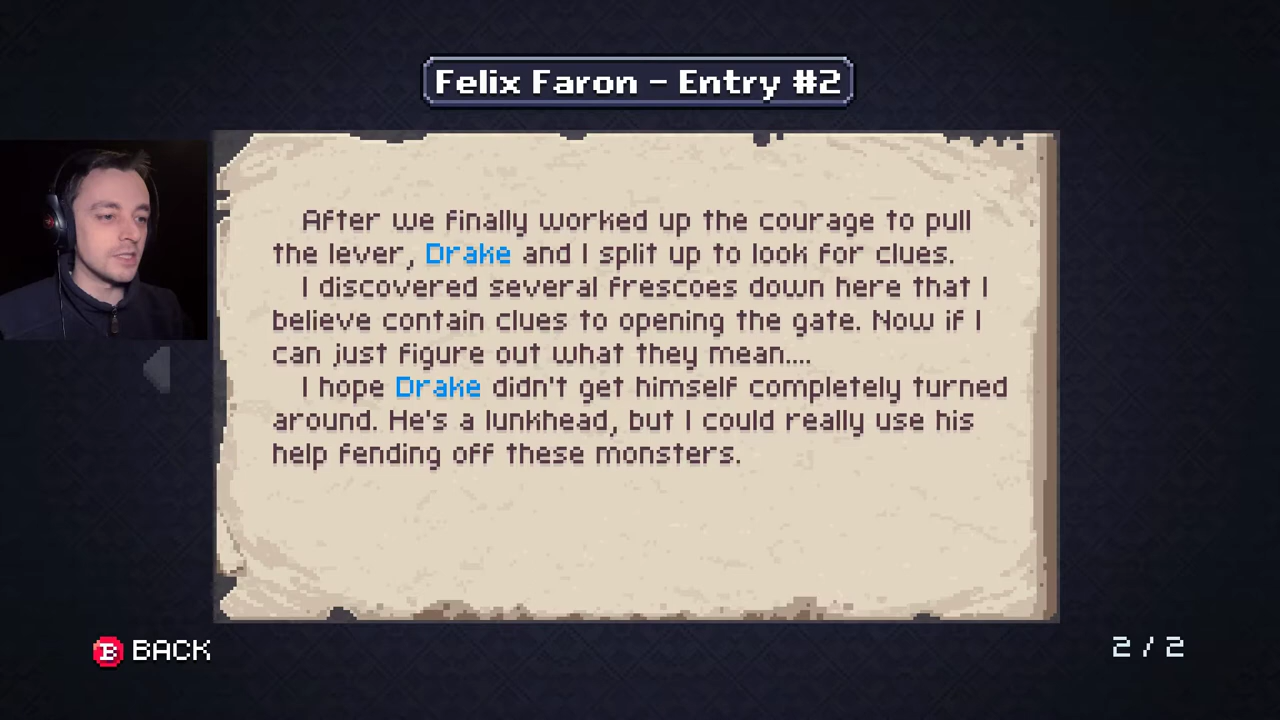 Felix Faron - Entry #2
After we finally worked up the courage to pull
the lever, Drake and I split up to look for clues.
I discovered several frescoes down here that I
believe contain clues to opening the gate. Now if I
can just figure out what they mean....
I hope Drake didn't get himself completely turned
around. He's a lunkhead, but I could really use his
help fending off these monsters.
B BACK
2 / 2